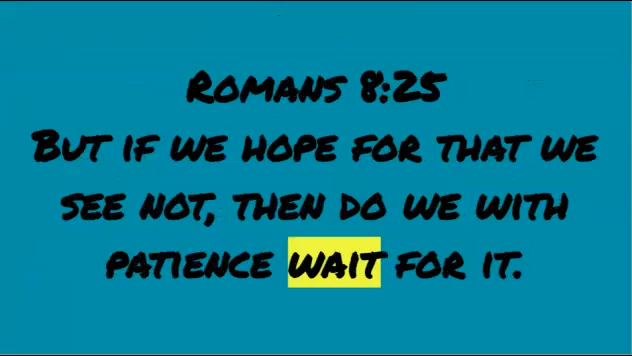 Romans 8:25
But if we hope for that we
see not, then do we with
patience wait for it.